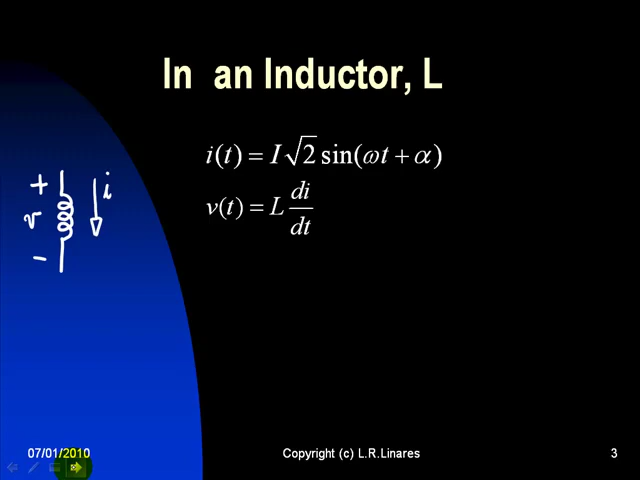 In an Inductor, L
i(t) = I√2 sin(ωt + α)
v(t) = L di/dt
+
i
v
−
07/01/2010
Copyright (c) L.R.Linares
3